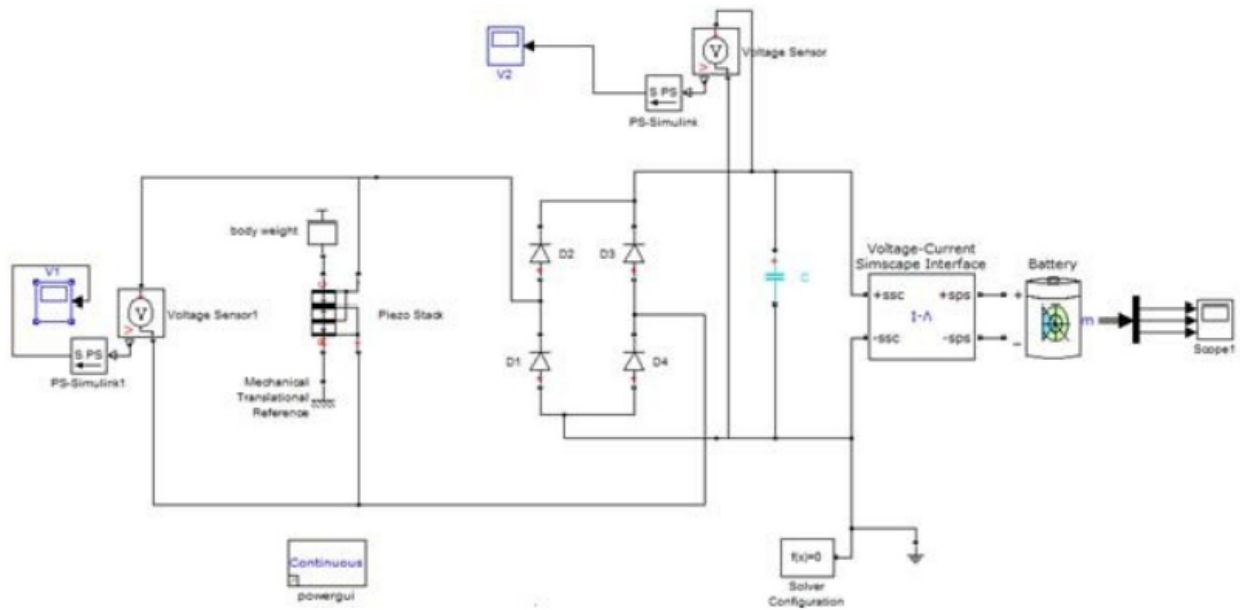 Voltage Sensor
V
V2
S PS
PS-Simulink
body weight
V1
V
Voltage Sensor1
Piezo Stack
S PS
PS-Simulink1
Mechanical
Translational
Reference
D2
D3
D1
D4
C
Voltage-Current
Simscape Interface
+ssc
+sps
-ssc
-sps
Battery
+
m
-
Scope1
Continuous
powergui
f(x)=0
Solver
Configuration